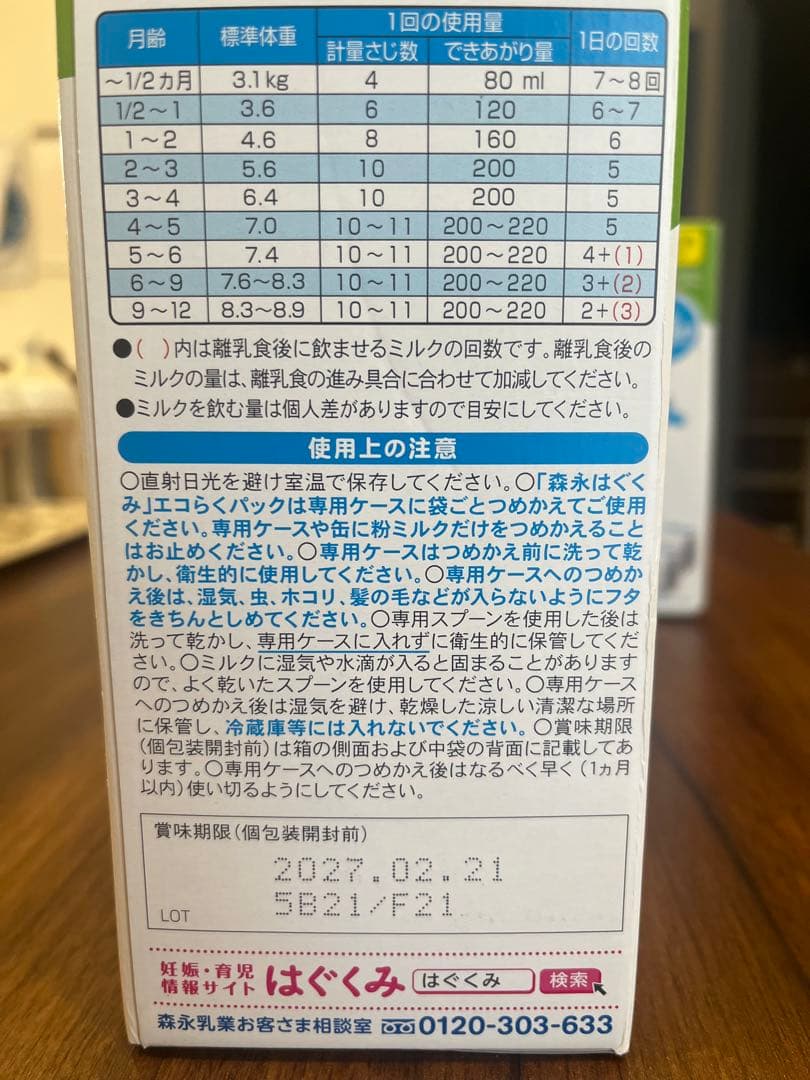 月齢 標準体重 1回の使用量 1日の回数
計量さじ数 できあがり量
～1/2カ月 3.1kg 4 80 ml 7～8回
1/2～1 3.6 6 120 6～7
1～2 4.6 8 160 6
2～3 5.6 10 200 5
3～4 6.4 10 200 5
4～5 7.0 10～11 200～220 5
5～6 7.4 10～11 200～220 4+(1)
6～9 7.6～8.3 10～11 200～220 3+(2)
9～12 8.3～8.9 10～11 200～220 2+(3)
●( )内は離乳食後に飲ませるミルクの回数です。離乳食後の
ミルクの量は、離乳食の進み具合に合わせて加減してください。
●ミルクを飲む量は個人差がありますので目安にしてください。
使用上の注意
○直射日光を避け室温で保存してください。○「森永はぐく
み」エコらくパックは専用ケースに袋ごとつめかえてご使用
ください。専用ケースや缶に粉ミルクだけをつめかえること
はお止めください。○専用ケースはつめかえ前に洗って乾
かし、衛生的に使用してください。○専用ケースへのつめか
え後は、湿気、虫、ホコリ、髪の毛などが入らないようにフタ
をきちんとしめてください。○専用スプーンを使用した後は
洗って乾かし、専用ケースに入れずに衛生的に保管してくだ
さい。○ミルクに湿気や水滴が入ると固まることがあります
ので、よく乾いたスプーンを使用してください。○専用ケース
へのつめかえ後は湿気を避け、乾燥した涼しい清潔な場所
に保管し、冷蔵庫等には入れないでください。○賞味期限
(個包装開封前)は箱の側面および中袋の背面に記載してあ
ります。○専用ケースへのつめかえ後はなるべく早く(1ヵ月
以内)使い切るようにしてください。
賞味期限(個包装開封前)
2027.02.21
LOT 5B21/F21
妊娠・育児
情報サイト はぐくみ はぐくみ 検索
森永乳業お客さま相談室 0120-303-633